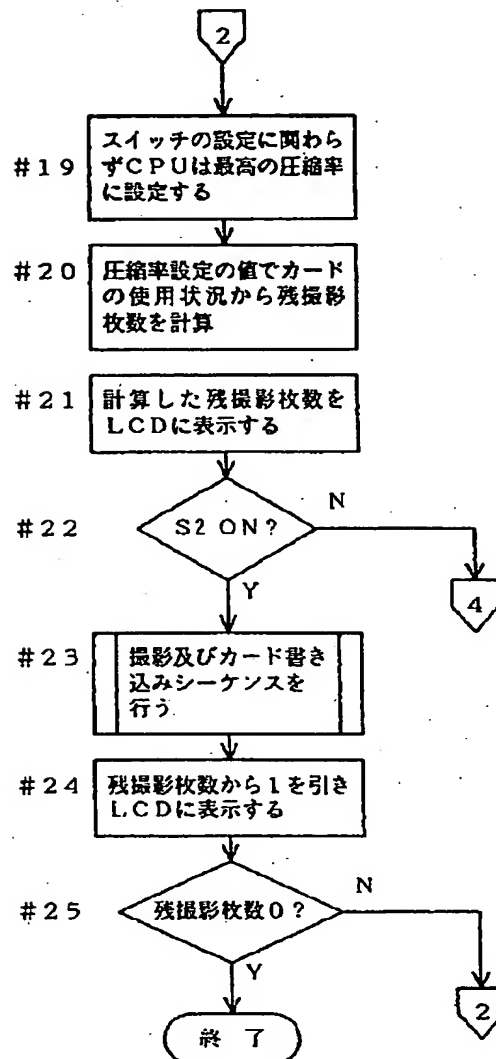 2
#19
スイッチの設定に関わら
ずCPUは最高の圧縮率
に設定する
#20
圧縮率設定の値でカード
の使用状況から残撮影
枚数を計算
#21
計算した残撮影枚数を
LCDに表示する
#22
S2 ON?
N
4
Y
#23
撮影及びカード書き
込みシーケンスを
行う
#24
残撮影枚数から1を引き
LCDに表示する
#25
残撮影枚数0?
N
2
Y
終了